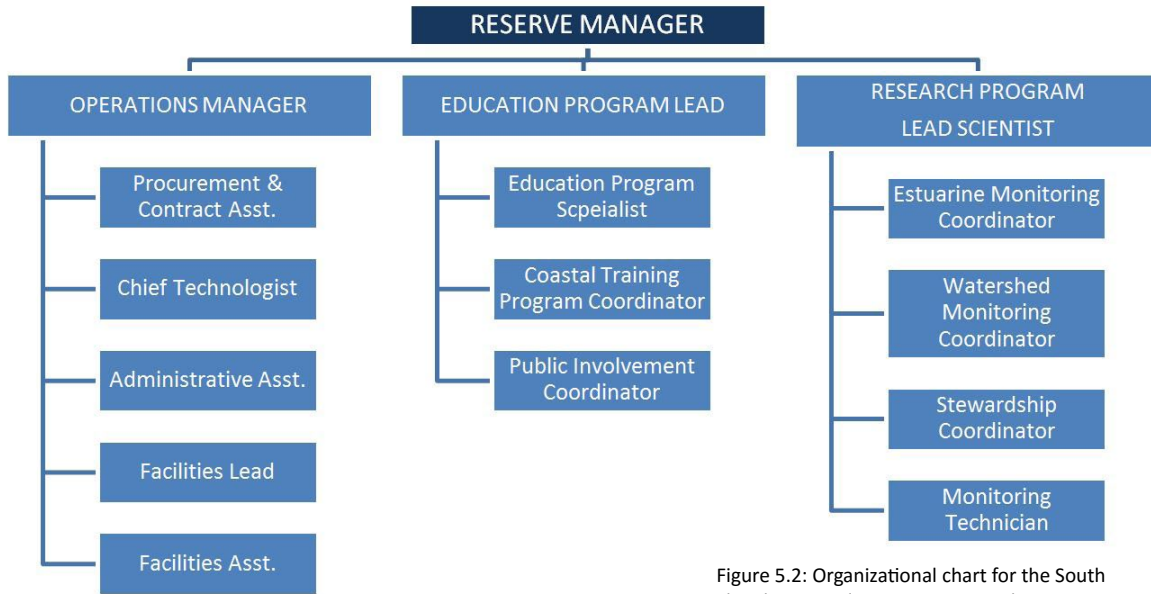 RESERVE MANAGER
OPERATIONS MANAGER
Procurement &
Contract Asst.
Chief Technologist
Administrative Asst.
Facilities Lead
Facilities Asst.
EDUCATION PROGRAM LEAD
Education Program
Scpeialist
Coastal Training
Program Coordinator
Public Involvement
Coordinator
RESEARCH PROGRAM
LEAD SCIENTIST
Estuarine Monitoring
Coordinator
Watershed
Monitoring
Coordinator
Stewardship
Coordinator
Monitoring
Technician
Figure 5.2: Organizational chart for the South